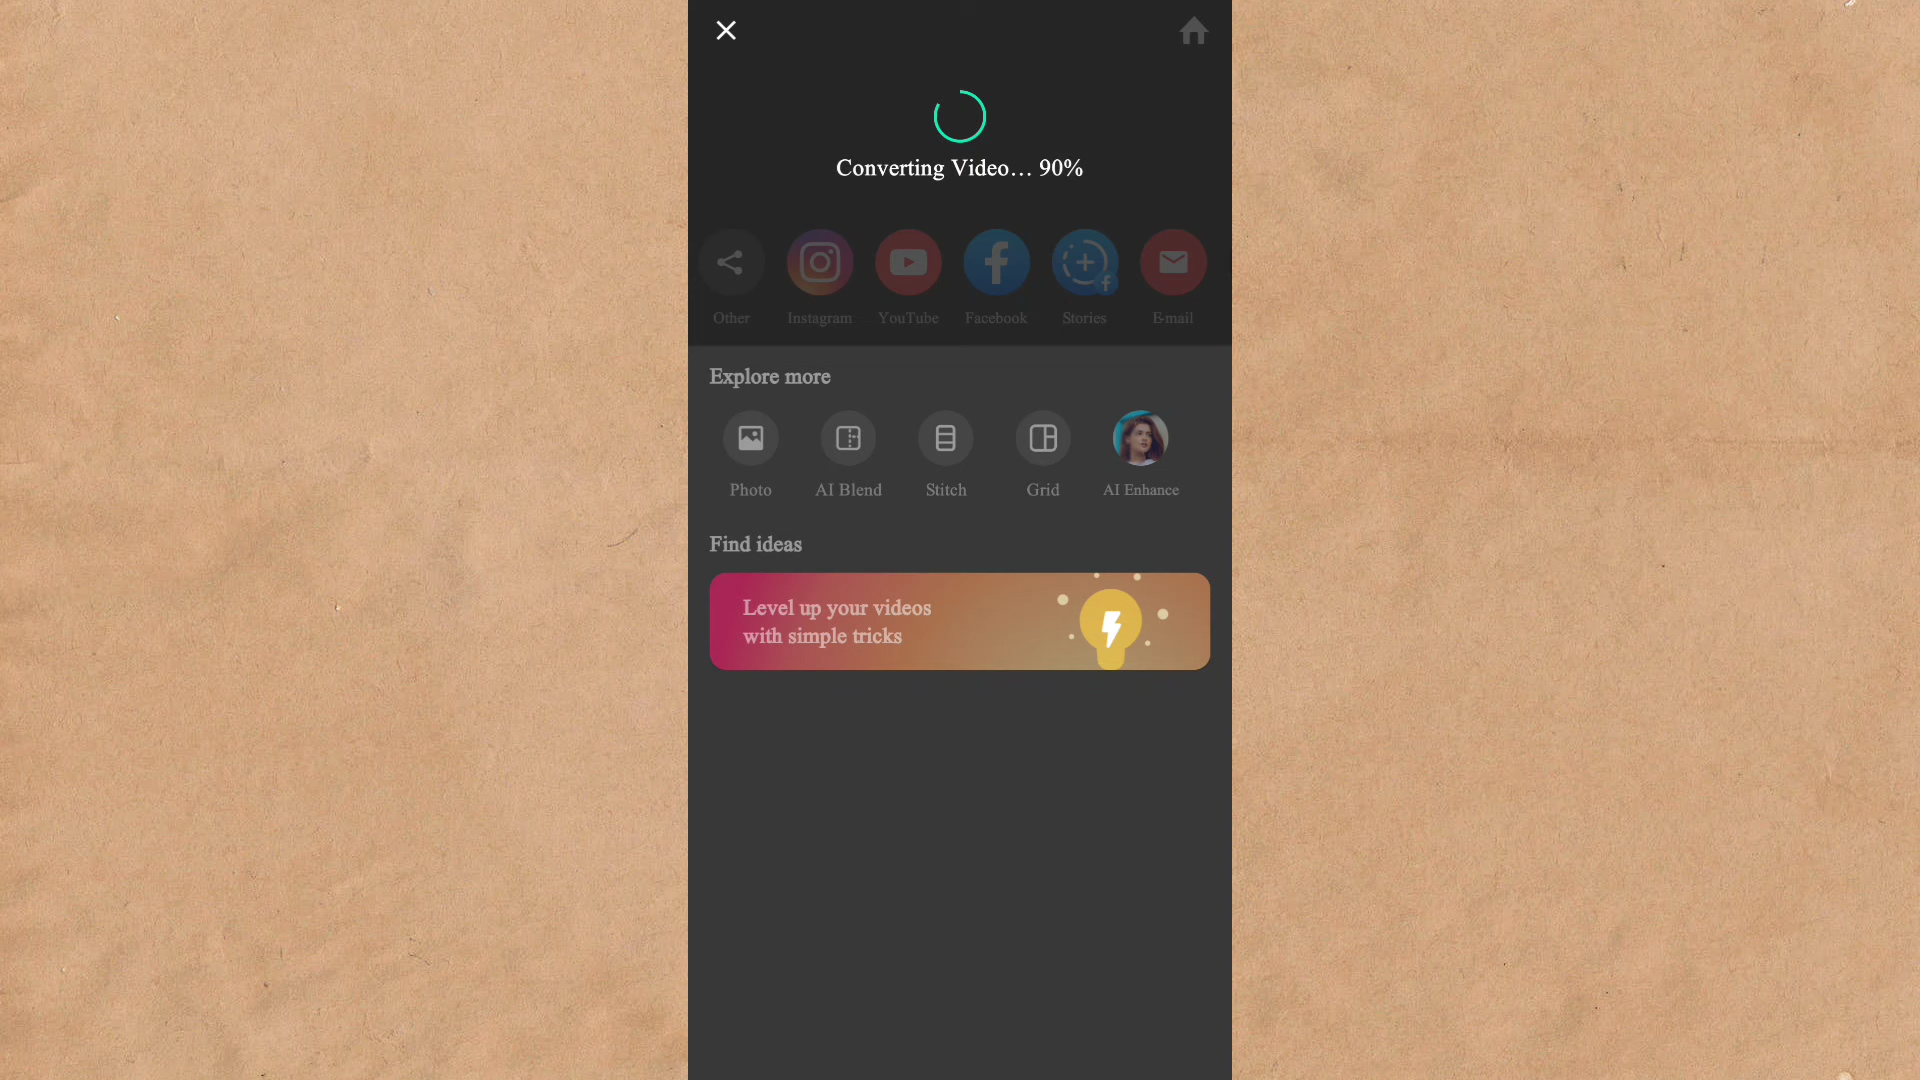 Converting Video... 90%
Other Instagram YouTube Facebook Stories E-mail
Explore more
Photo AI Blend Stitch Grid AI Enhance
Find ideas
Level up your videos
with simple tricks